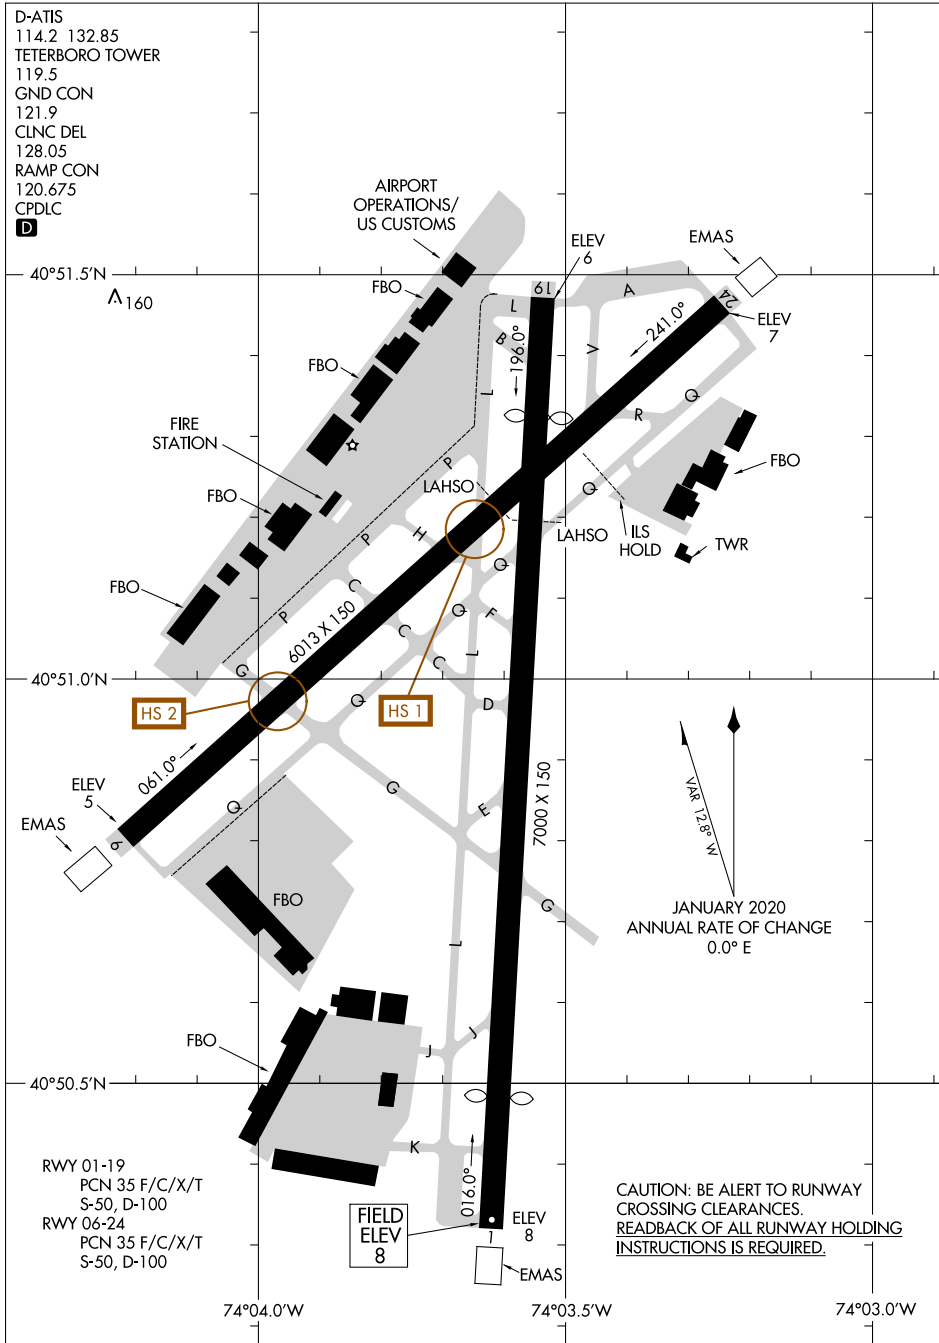 D-ATIS
114.2 132.85
TETERBORO TOWER
119.5
GND CON
121.9
CLNC DEL
128.05
RAMP CON
120.675
CPDLC
D
AIRPORT
OPERATIONS/
US CUSTOMS
ELEV
6
EMAS
40°51.5'N
160
FBO
19
L
A
24
ELEV
7
B
196.0°
V
241.0°
FBO
L
Q
R
FIRE
STATION
FBO
P
LAHSO
Q
FBO
P
H
LAHSO
ILS
HOLD
TWR
Q
FBO
C
P
6013 X 150
C
Q
F
C
L
G
40°51.0'N
HS 2
HS 1
Q
D
061.0°
VAR 12.8° W
ELEV
5
EMAS
6
Q
G
E
7000 X 150
FBO
G
JANUARY 2020
ANNUAL RATE OF CHANGE
0.0° E
L
FBO
J
J
40°50.5'N
K
016.0°
RWY 01-19
PCN 35 F/C/X/T
S-50, D-100
RWY 06-24
PCN 35 F/C/X/T
S-50, D-100
FIELD
ELEV
8
1
ELEV
8
EMAS
CAUTION: BE ALERT TO RUNWAY
CROSSING CLEARANCES.
READBACK OF ALL RUNWAY HOLDING
INSTRUCTIONS IS REQUIRED.
74°04.0'W
74°03.5'W
74°03.0'W